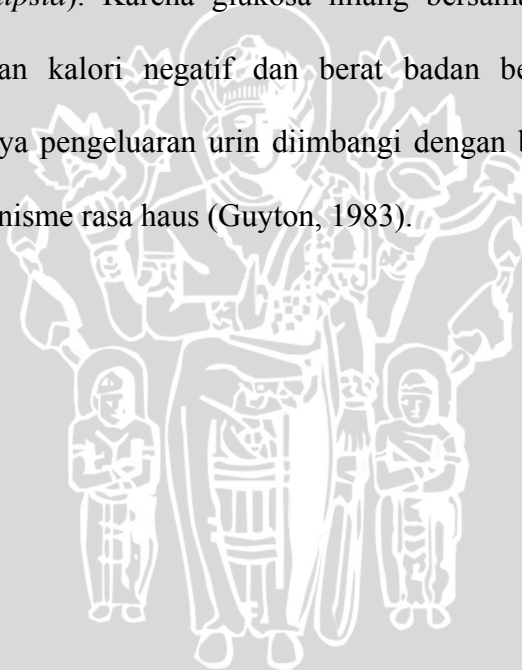 ipsia). Karena glukosa hilang bersama
an kalori negatif dan berat badan be
ya pengeluaran urin diimbangi dengan b
nisme rasa haus (Guyton, 1983).